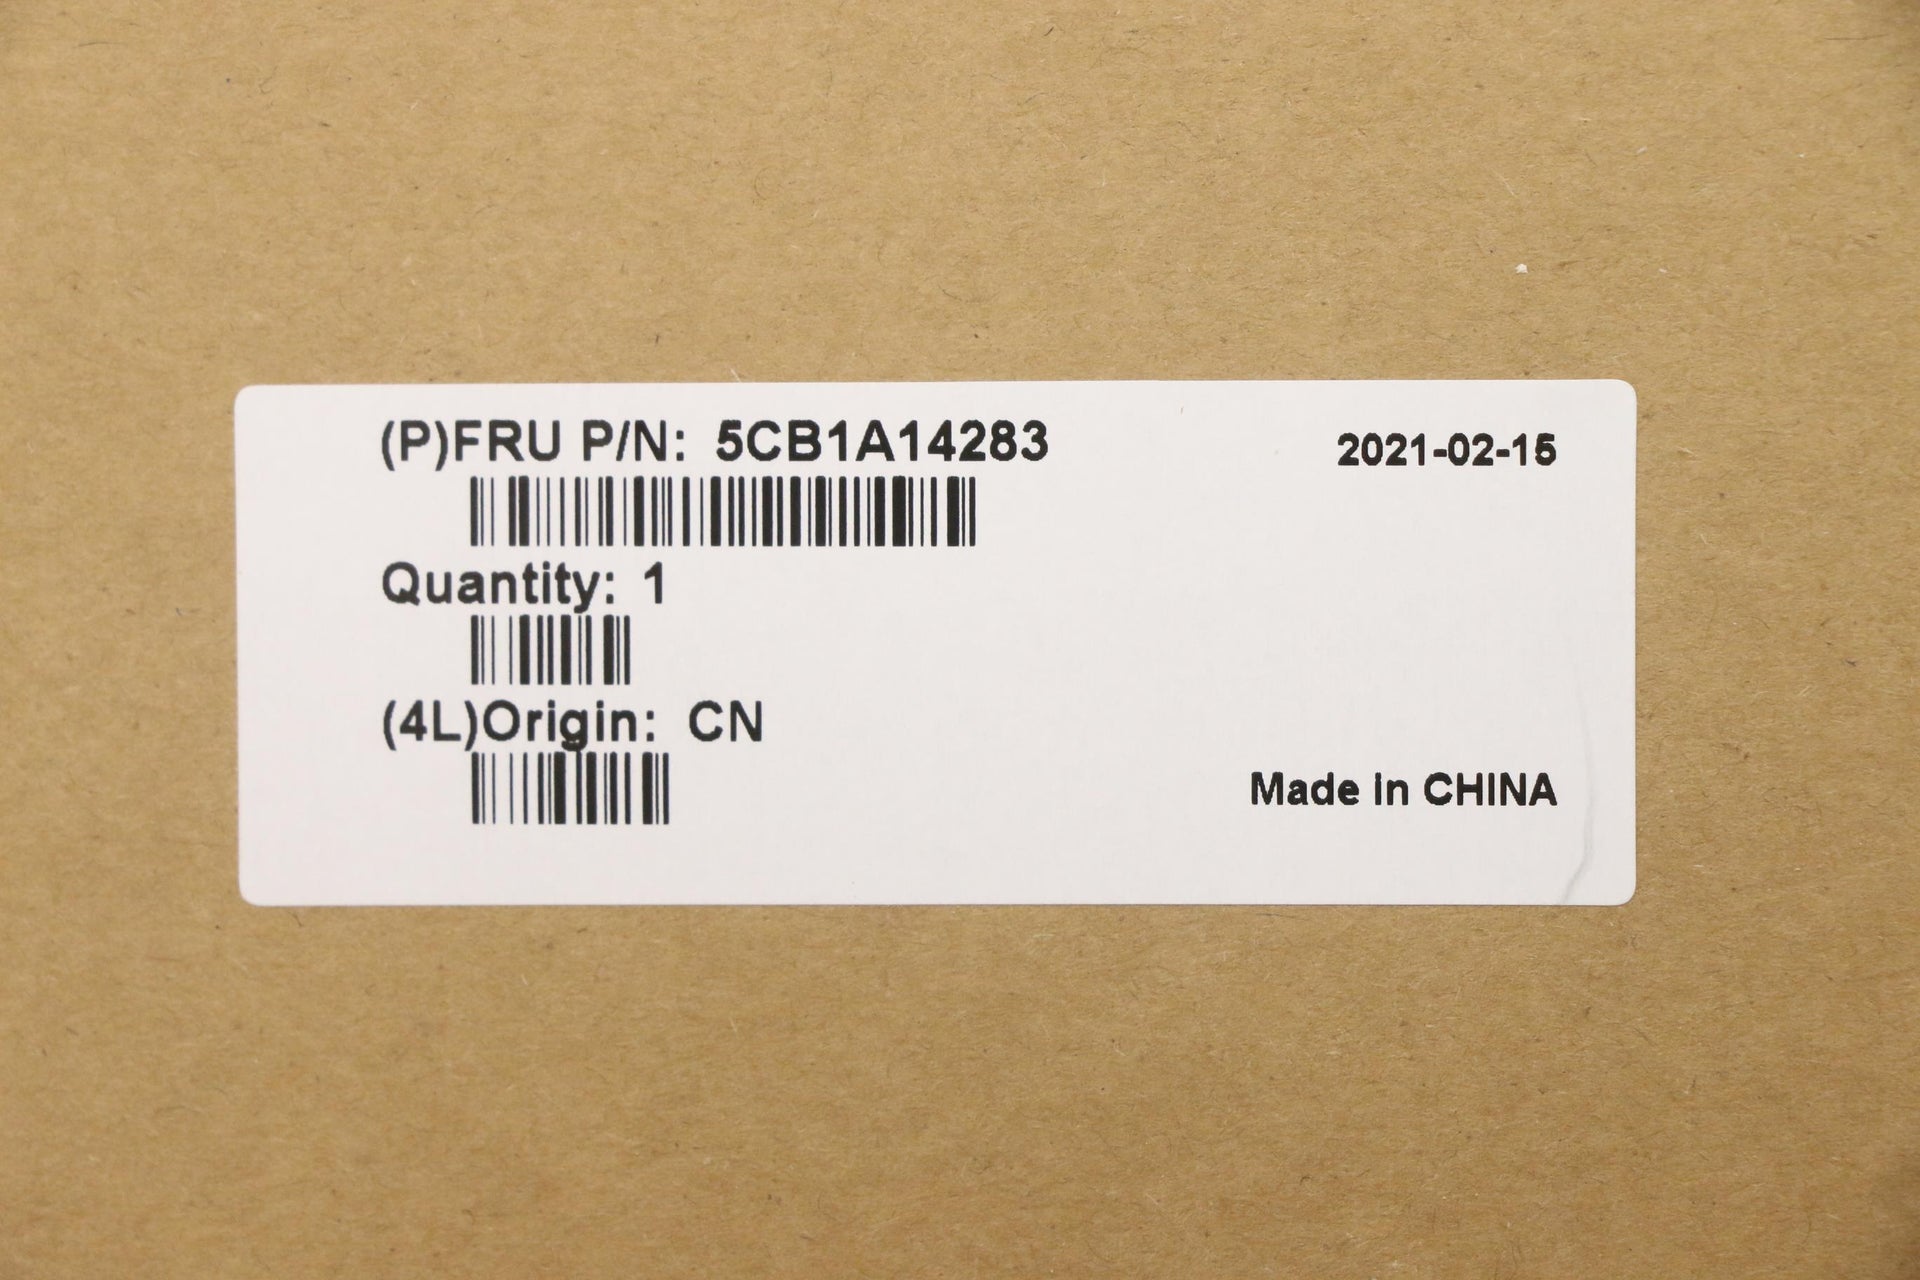 (P)FRU P/N: 5CB1A14283
2021-02-15
Quantity: 1
(4L)Origin: CN
Made in CHINA